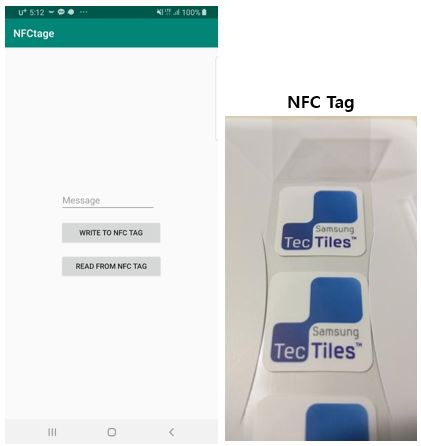 U+ 5:12 ··· LTE 100%
NFCtage
Message
WRITE TO NFC TAG
READ FROM NFC TAG
NFC Tag
Samsung
Tec Tiles™
Samsung
Tec Tiles™